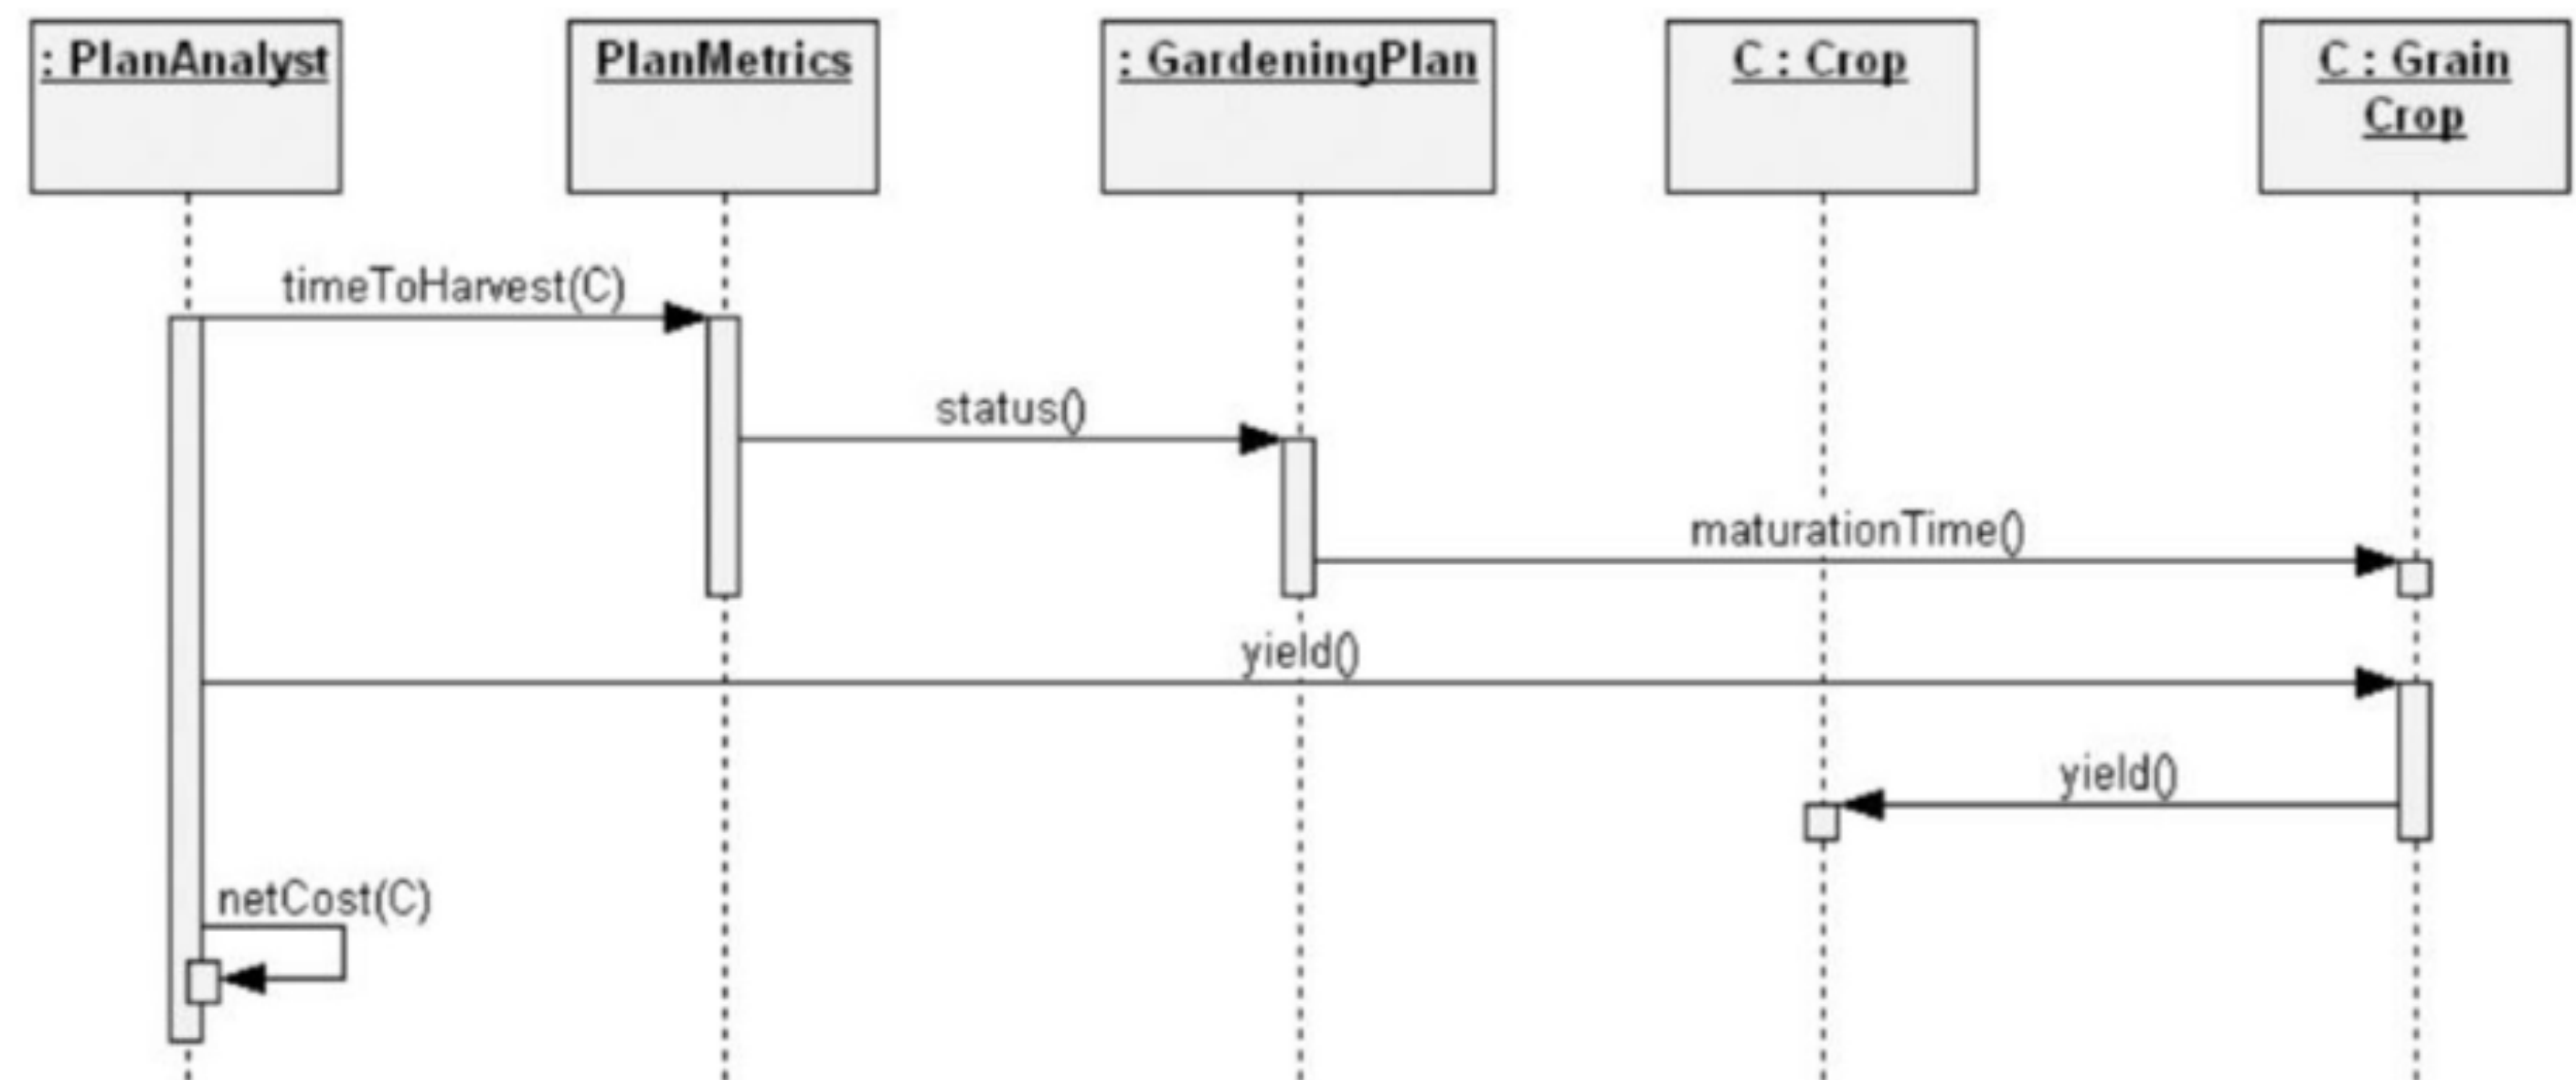 : PlanAnalyst
PlanMetrics
: GardeningPlan
C : Crop
C : Grain
Crop
timeToHarvest(C)
status()
maturationTime()
yield()
yield()
netCost(C)